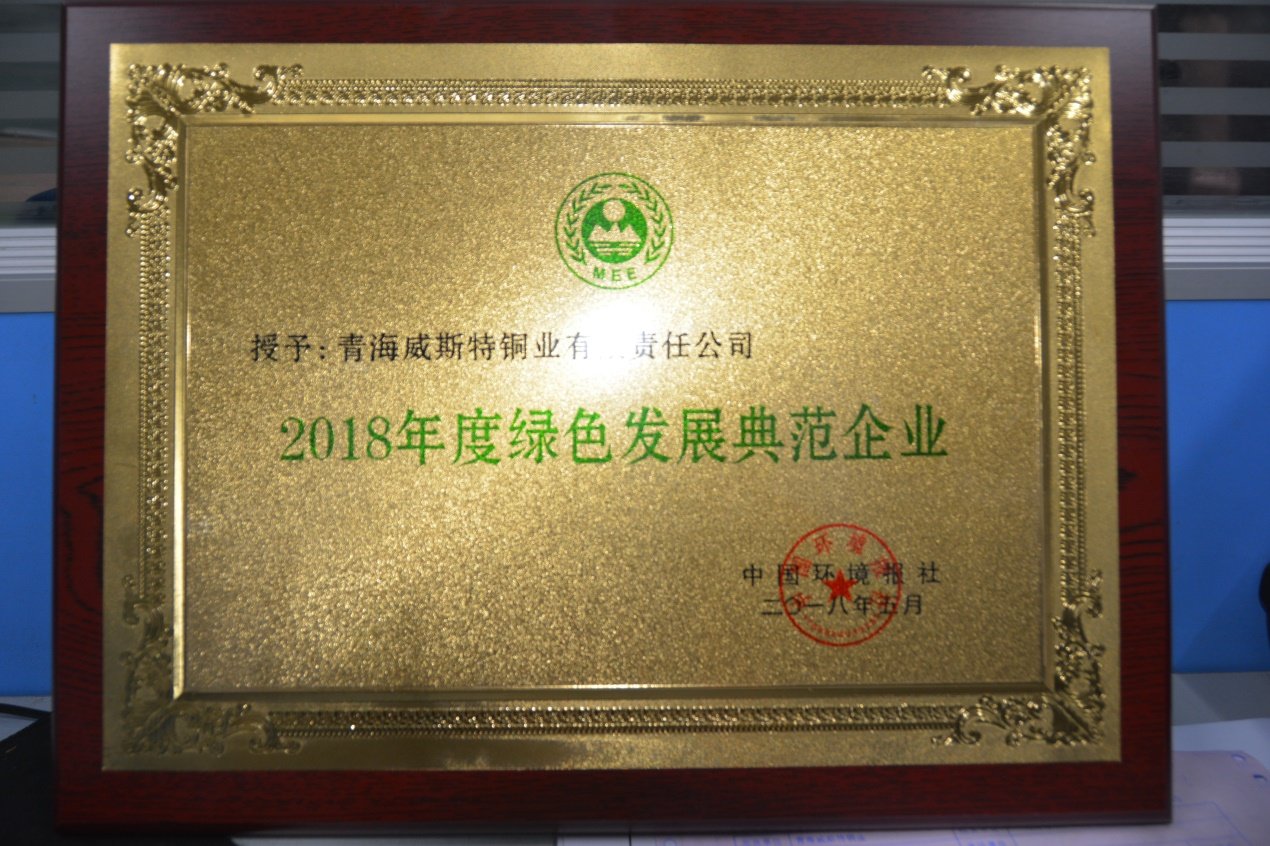 MEE
授予:青海威斯特铜业有 责任公司
2018年度绿色发展典范企业
中国环境报社
二〇一八年五月